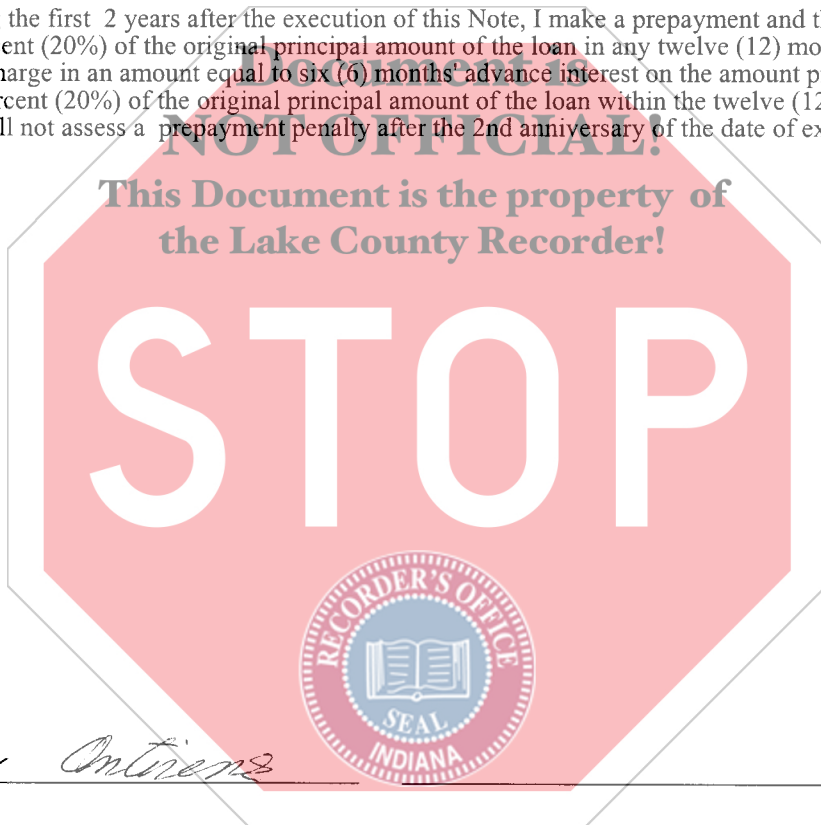 the first 2 years after the execution of this Note, I make a prepayment and t
ent (20%) of the original principal amount of the loan in any twelve (12) mo
harge in an amount equal to six (6) months' advance interest on the amount p
rcent (20%) of the original principal amount of the loan within the twelve (12
ll not assess a prepayment penalty after the 2nd anniversary of the date of ex
Document is
NOT OFFICIAL!
This Document is the property of
the Lake County Recorder!
STOP
RECORDER'S OFFICE
SEAL
INDIANA